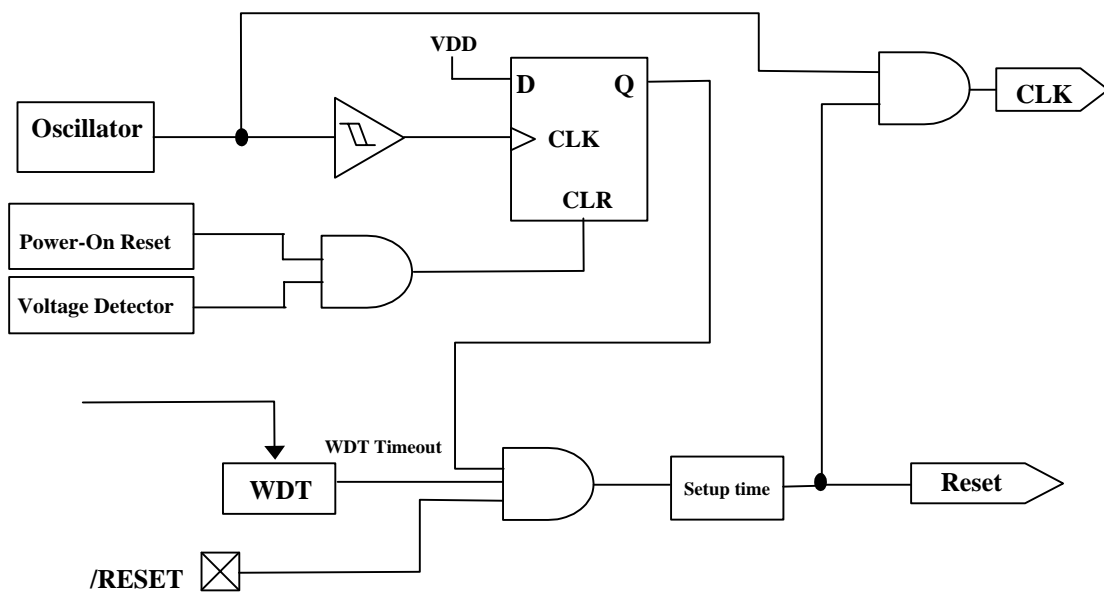 VDD
D
Q
CLK
Oscillator
CLK
CLR
Power-On Reset
Voltage Detector
WDT Timeout
WDT
Setup time
Reset
/RESET